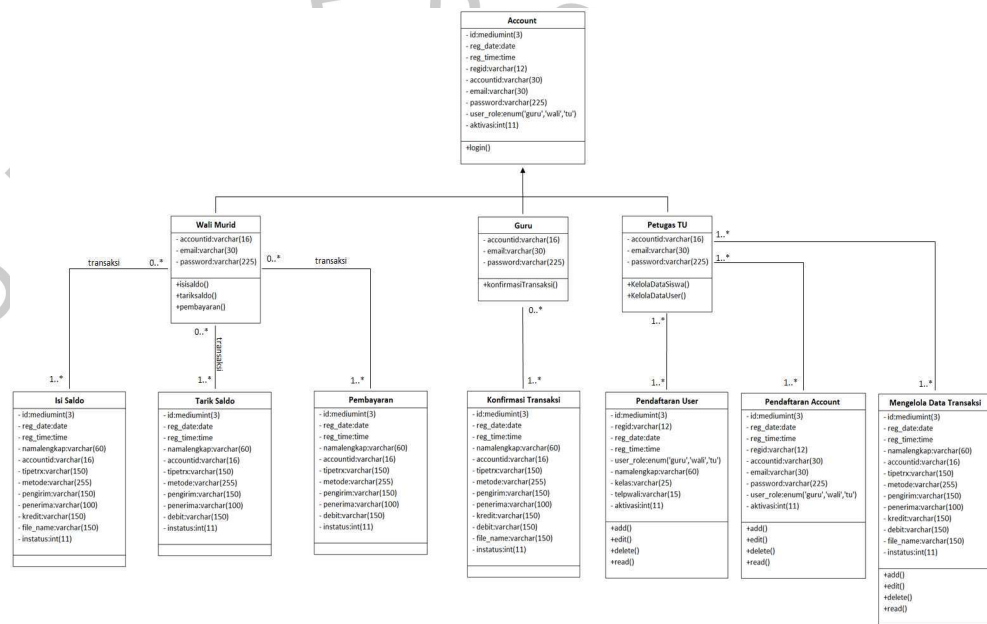 Account
- id:mediumint(3)
- reg_date:date
- reg_time:time
- regid:varchar(12)
- accountid:varchar(30)
- email:varchar(30)
- password:varchar(225)
- user_role:enum('guru','wali','tu')
- aktivasi:int(11)
+login()
Wali Murid
- accountid:varchar(16)
- email:varchar(30)
- password:varchar(225)
+isisaldo()
+tariksaldo()
+pembayaran()
Guru
- accountid:varchar(16)
- email:varchar(30)
- password:varchar(225)
+konfirmasiTransaksi()
Petugas TU
- accountid:varchar(16)
- email:varchar(30)
- password:varchar(225)
+KelolaDataSiswa()
+KelolaDataUser()
transaksi
0..*
0..*
transaksi
1..*
1..*
0..*
transaksi
0..*
1..*
1..*
1..*
1..*
1..*
1..*
1..*
1..*
Isi Saldo
- id:mediumint(3)
- reg_date:date
- reg_time:time
- namalengkap:varchar(60)
- accountid:varchar(16)
- tipetrx:varchar(150)
- metode:varchar(255)
- pengirim:varchar(150)
- penerima:varchar(100)
- kredit:varchar(150)
- file_name:varchar(150)
- instatus:int(11)
Tarik Saldo
- id:mediumint(3)
- reg_date:date
- reg_time:time
- namalengkap:varchar(60)
- accountid:varchar(16)
- tipetrx:varchar(150)
- metode:varchar(255)
- pengirim:varchar(150)
- penerima:varchar(100)
- debit:varchar(150)
- instatus:int(11)
Pembayaran
- id:mediumint(3)
- reg_date:date
- reg_time:time
- namalengkap:varchar(60)
- accountid:varchar(16)
- tipetrx:varchar(150)
- metode:varchar(255)
- pengirim:varchar(150)
- penerima:varchar(100)
- debit:varchar(150)
- instatus:int(11)
Konfirmasi Transaksi
- id:mediumint(3)
- reg_date:date
- reg_time:time
- namalengkap:varchar(60)
- accountid:varchar(16)
- tipetrx:varchar(150)
- metode:varchar(255)
- pengirim:varchar(150)
- penerima:varchar(100)
- kredit:varchar(150)
- debit:varchar(150)
- file_name:varchar(150)
- instatus:int(11)
Pendaftaran User
- id:mediumint(3)
- regid:varchar(12)
- reg_date:date
- reg_time:time
- user_role:enum('guru','wali','tu')
- namalengkap:varchar(60)
- kelas:varchar(25)
- telpwali:varchar(15)
- aktivasi:int(11)
+add()
+edit()
+delete()
+read()
Pendaftaran Account
- id:mediumint(3)
- reg_date:date
- reg_time:time
- regid:varchar(12)
- accountid:varchar(30)
- email:varchar(30)
- password:varchar(225)
- user_role:enum('guru','wali','tu')
- aktivasi:int(11)
+add()
+edit()
+delete()
+read()
Mengelola Data Transaksi
- id:mediumint(3)
- reg_date:date
- reg_time:time
- namalengkap:varchar(60)
- accountid:varchar(16)
- tipetrx:varchar(150)
- metode:varchar(255)
- pengirim:varchar(150)
- penerima:varchar(100)
- kredit:varchar(150)
- debit:varchar(150)
- file_name:varchar(150)
- instatus:int(11)
+add()
+edit()
+delete()
+read()